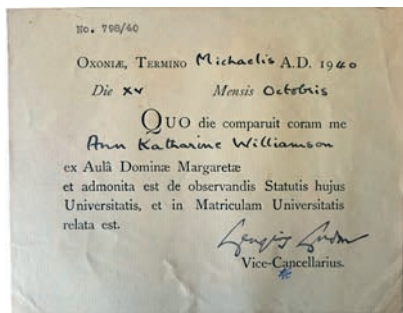 No. 798/40
OXONIÆ, TERMINO Michaelis A.D. 1940
Die XV Mensis Octobris
QUO die comparuit coram me
Ann Katharine Williamson
ex Aulâ Dominæ Margaretæ
et admonita est de observandis Statutis hujus
Universitatis, et in Matriculam Universitatis
relata est.
Vice-Cancellarius.